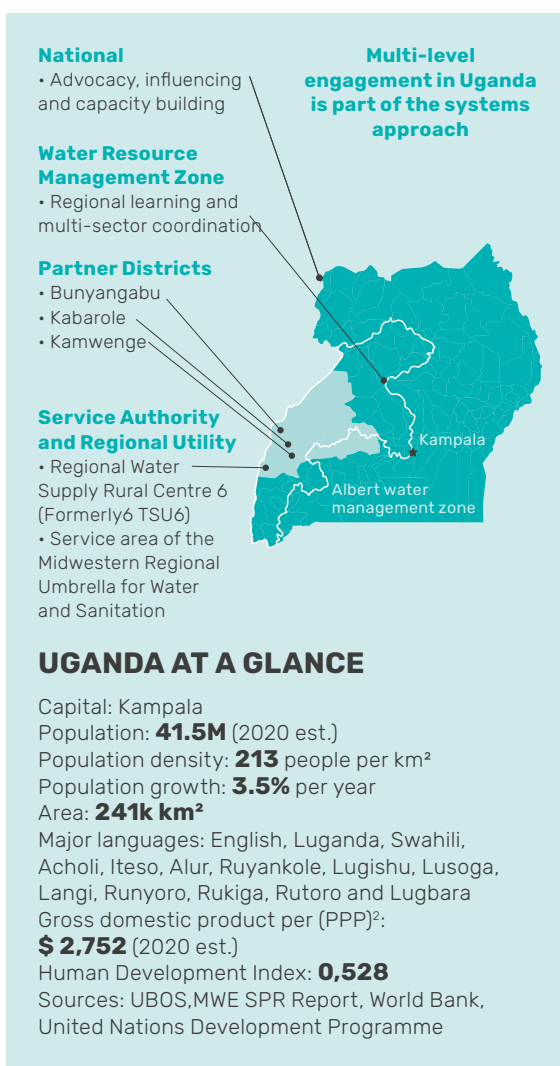 National
• Advocacy, influencing
and capacity building
Multi-level
engagement in Uganda
is part of the systems
approach
Water Resource
Management Zone
• Regional learning and
multi-sector coordination
Partner Districts
• Bunyangabu
• Kabarole
• Kamwenge
Service Authority
and Regional Utility
• Regional Water
Supply Rural Centre 6
(Formerly6 TSU6)
• Service area of the
Midwestern Regional
Umbrella for Water
and Sanitation
Kampala
Albert water
management zone
UGANDA AT A GLANCE
Capital: Kampala
Population: 41.5M (2020 est.)
Population density: 213 people per km²
Population growth: 3.5% per year
Area: 241k km²
Major languages: English, Luganda, Swahili,
Acholi, Iteso, Alur, Ruyankole, Lugishu, Lusoga,
Langi, Runyoro, Rukiga, Rutoro and Lugbara
Gross domestic product per (PPP)²:
$ 2,752 (2020 est.)
Human Development Index: 0,528
Sources: UBOS,MWE SPR Report, World Bank,
United Nations Development Programme